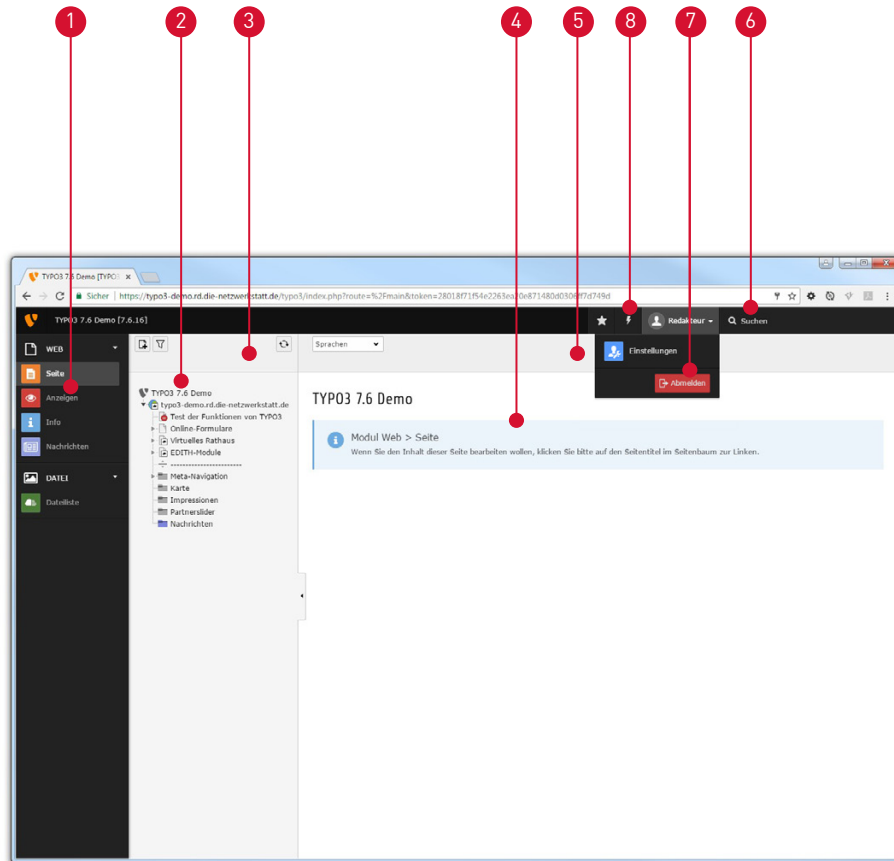 1 2 3 4 5 8 7 6
TYPO3 7.6 Demo [TYPO3
Sicher https://typo3-demo.rd.die-netzwerkstatt.de/typo3/index.php?route=%2Fmain&token=
TYPO3 7.6 Demo [7.6.16]
Redakteur
Suchen
WEB
Seite
Anzeigen
Info
Nachrichten
DATEI
Dateiliste
TYPO3 7.6 Demo
typo3-demo.rd.die-netzwerkstatt.de
Test der Funktionen von TYPO3
Online-Formulare
Virtuelles Rathaus
EDITH-Module
------------------------
Meta-Navigation
Karte
Impressionen
Partnerslider
Nachrichten
Sprachen
Einstellungen
Abmelden
TYPO3 7.6 Demo
Modul Web > Seite
Wenn Sie den Inhalt dieser Seite bearbeiten wollen, klicken Sie bitte auf den Seitentitel im Seitenbaum zur Linken.